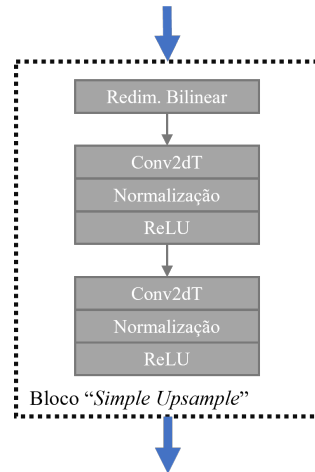 Redim. Bilinear
Conv2dT
Normalização
ReLU
Conv2dT
Normalização
ReLU
Bloco “Simple Upsample”